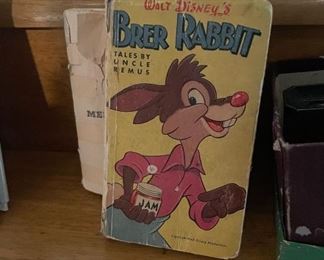 WALT DISNEY'S
BRER RABBIT
TALES BY
UNCLE
REMUS
JAM
ME